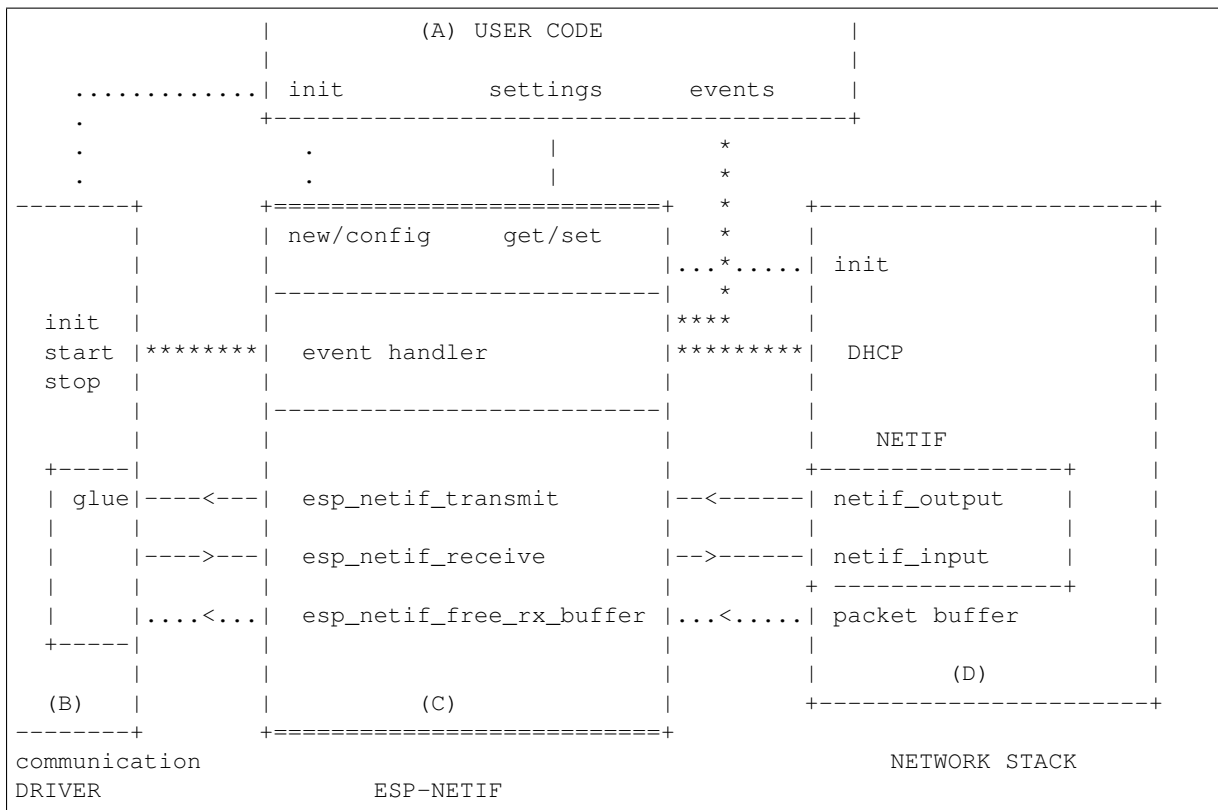 (A) USER CODE
init settings events
new/config get/set
init
init
start event handler DHCP
stop
NETIF
glue esp_netif_transmit netif_output
esp_netif_receive netif_input
esp_netif_free_rx_buffer packet buffer
(D)
(B) (C)
communication NETWORK STACK
DRIVER ESP-NETIF